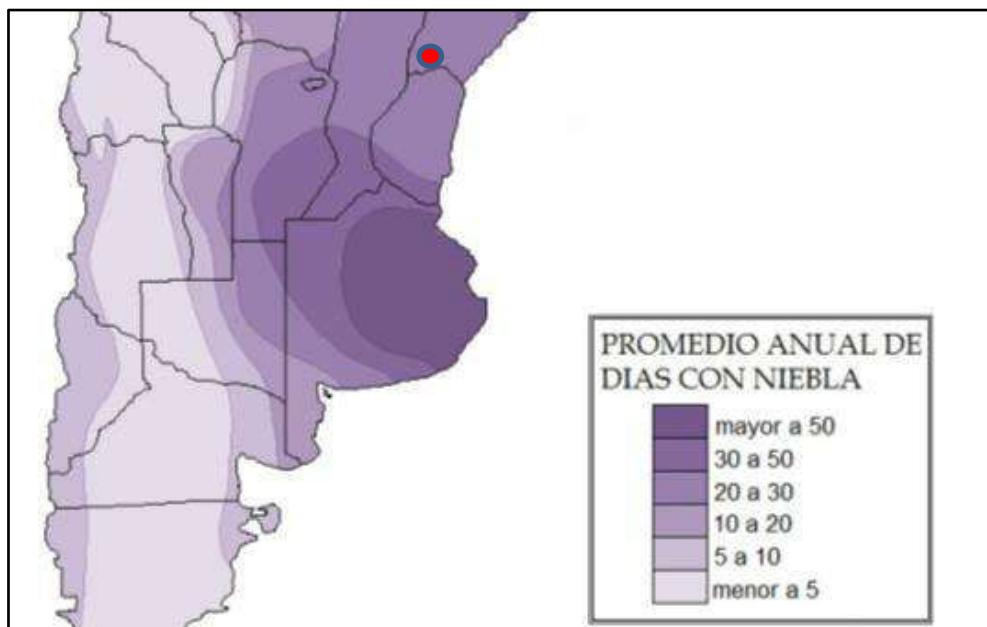 PROMEDIO ANUAL DE
DIAS CON NIEBLA
mayor a 50
30 a 50
20 a 30
10 a 20
5 a 10
menor a 5